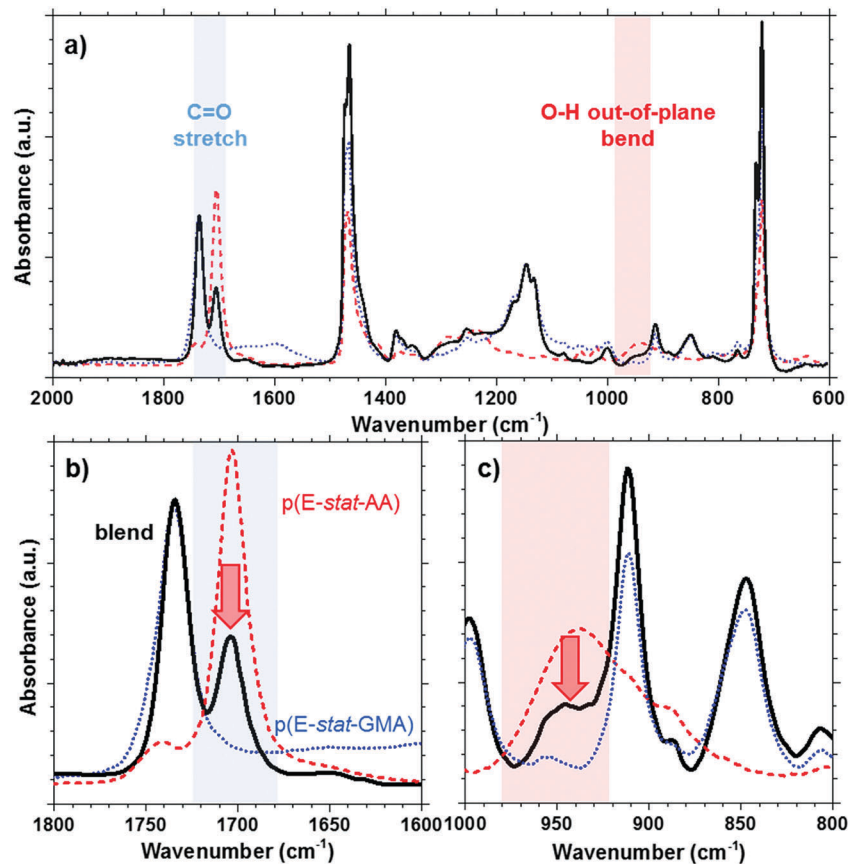 a)
C=O
stretch
O-H out-of-plane
bend
Absorbance (a.u.)
2000 1800 1600 1400 1200 1000 800 600
Wavenumber (cm⁻¹)
b)
blend
p(E-stat-AA)
p(E-stat-GMA)
Absorbance (a.u.)
1800 1750 1700 1650 1600
Wavenumber (cm⁻¹)
c)
1000 950 900 850 800
Wavenumber (cm⁻¹)